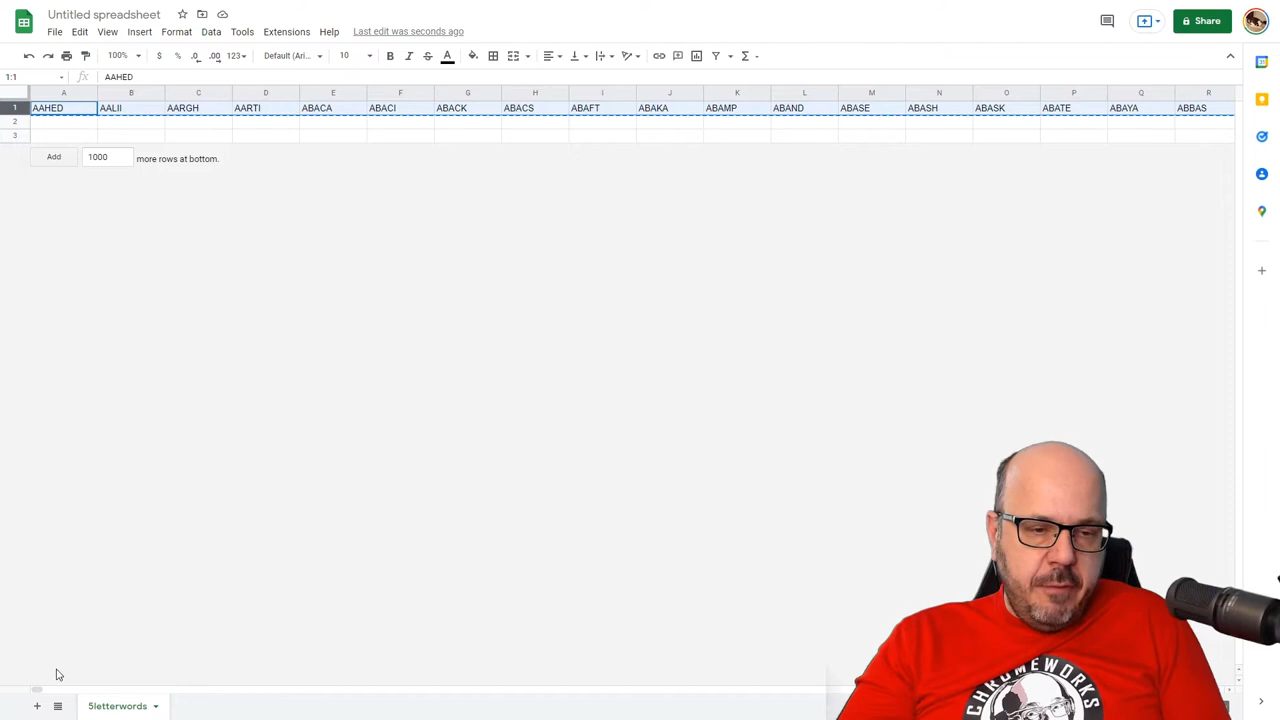 Untitled spreadsheet
File Edit View Insert Format Data Tools Extensions Help Last edit was seconds ago
Share
100% $ % .0 .00 123 Default (Ari... 10 B I S A Σ
1:1 fx AAHED
A B C D E F G H I J K L M N O P Q R
1 AAHED AALII AARGH AARTI ABACA ABACI ABACK ABACS ABAFT ABAKA ABAMP ABAND ABASE ABASH ABASK ABATE ABAYA ABBAS
2
3
Add 1000 more rows at bottom.
CHROMEWORKS
5letterwords